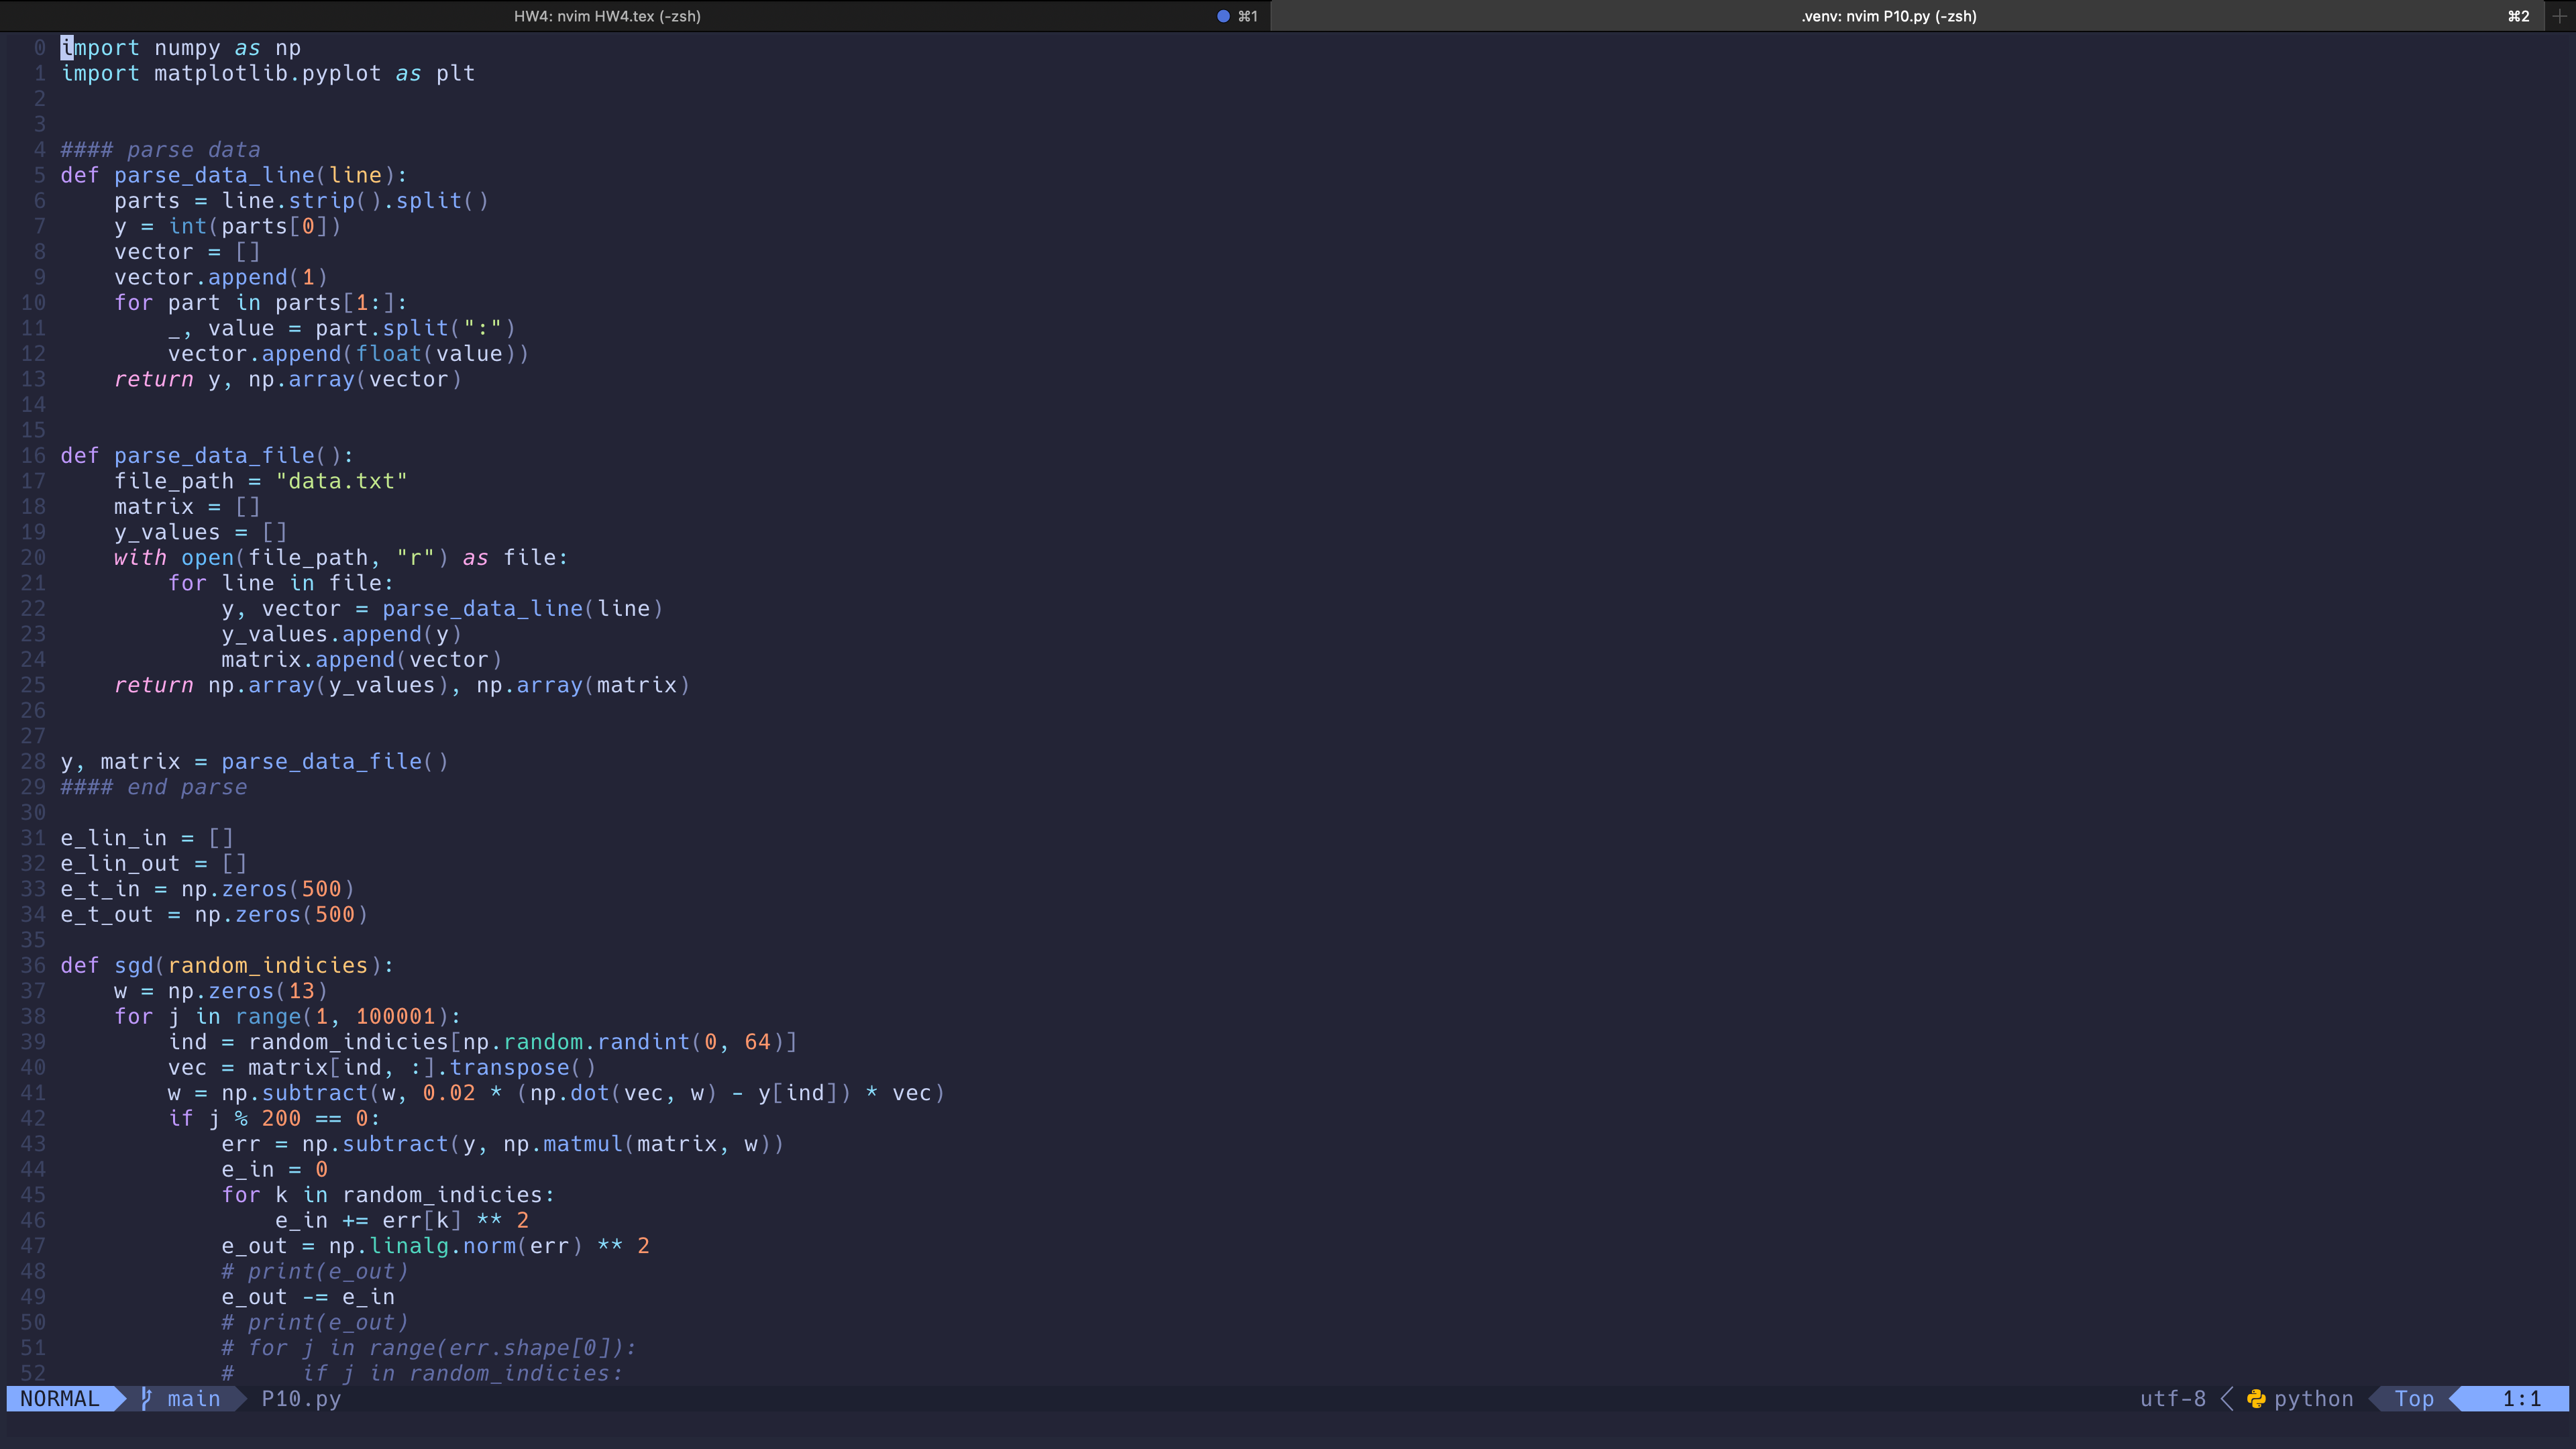 HW4: nvim HW4.tex (-zsh) ⌘1 .venv: nvim P10.py (-zsh) ⌘2 +
0 import numpy as np
1 import matplotlib.pyplot as plt
2
3
4 #### parse data
5 def parse_data_line(line):
6     parts = line.strip().split()
7     y = int(parts[0])
8     vector = []
9     vector.append(1)
10     for part in parts[1:]:
11         _, value = part.split(":")
12         vector.append(float(value))
13     return y, np.array(vector)
14
15
16 def parse_data_file():
17     file_path = "data.txt"
18     matrix = []
19     y_values = []
20     with open(file_path, "r") as file:
21         for line in file:
22             y, vector = parse_data_line(line)
23             y_values.append(y)
24             matrix.append(vector)
25     return np.array(y_values), np.array(matrix)
26
27
28 y, matrix = parse_data_file()
29 #### end parse
30
31 e_lin_in = []
32 e_lin_out = []
33 e_t_in = np.zeros(500)
34 e_t_out = np.zeros(500)
35
36 def sgd(random_indicies):
37     w = np.zeros(13)
38     for j in range(1, 100001):
39         ind = random_indicies[np.random.randint(0, 64)]
40         vec = matrix[ind, :].transpose()
41         w = np.subtract(w, 0.02 * (np.dot(vec, w) - y[ind]) * vec)
42         if j % 200 == 0:
43             err = np.subtract(y, np.matmul(matrix, w))
44             e_in = 0
45             for k in random_indicies:
46                 e_in += err[k] ** 2
47             e_out = np.linalg.norm(err) ** 2
48             # print(e_out)
49             e_out -= e_in
50             # print(e_out)
51             # for j in range(err.shape[0]):
52             #     if j in random_indicies:
NORMAL main P10.py utf-8 python Top 1:1